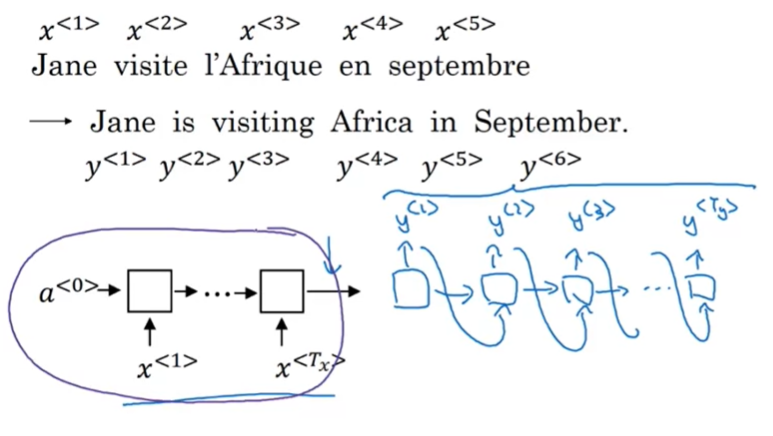 x<1> x<2> x<3> x<4> x<5>
Jane visite l'Afrique en septembre
→ Jane is visiting Africa in September.
y<1> y<2> y<3> y<4> y<5> y<6>
y<1> y<2> y<3> y<Ty>
a<0> ... ...
x<1> x<Tx>